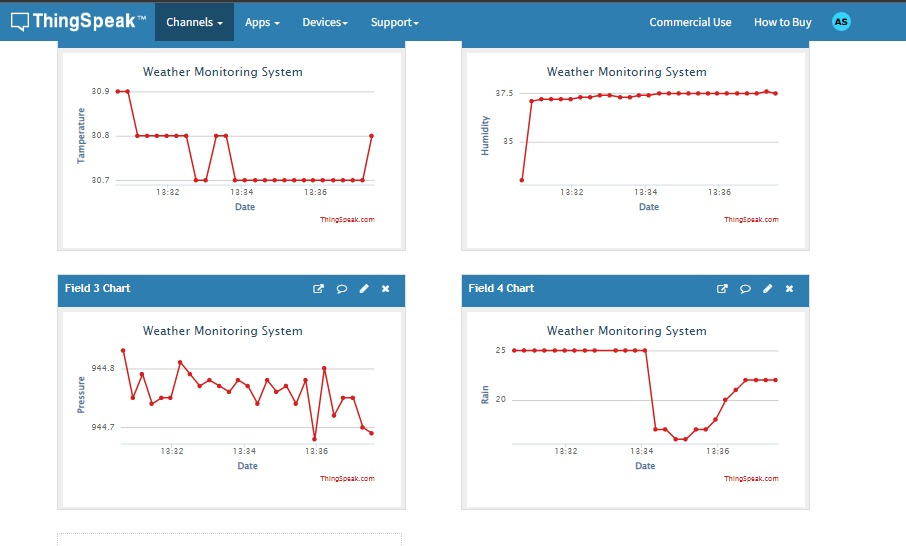 ThingSpeak™ Channels Apps Devices Support Commercial Use How to Buy AS
Weather Monitoring System
30.9
30.8
30.7
Tamperature
13:32 13:34 13:36
Date
ThingSpeak.com
Weather Monitoring System
37.5
35
Humidity
13:32 13:34 13:36
Date
ThingSpeak.com
Field 3 Chart
Weather Monitoring System
944.8
944.7
Pressure
13:32 13:34 13:36
Date
ThingSpeak.com
Field 4 Chart
Weather Monitoring System
25
20
Rain
13:32 13:34 13:36
Date
ThingSpeak.com